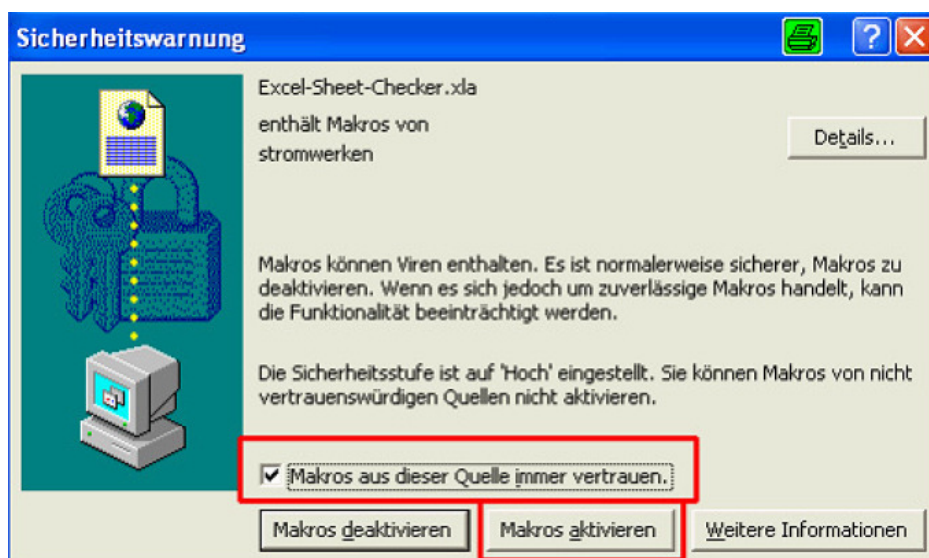 Sicherheitswarnung
Excel-Sheet-Checker.xla
enthält Makros von
stromwerken
Details...
Makros können Viren enthalten. Es ist normalerweise sicherer, Makros zu
deaktivieren. Wenn es sich jedoch um zuverlässige Makros handelt, kann
die Funktionalität beeinträchtigt werden.
Die Sicherheitsstufe ist auf 'Hoch' eingestellt. Sie können Makros von nicht
vertrauenswürdigen Quellen nicht aktivieren.
Makros aus dieser Quelle immer vertrauen.
Makros deaktivieren Makros aktivieren Weitere Informationen